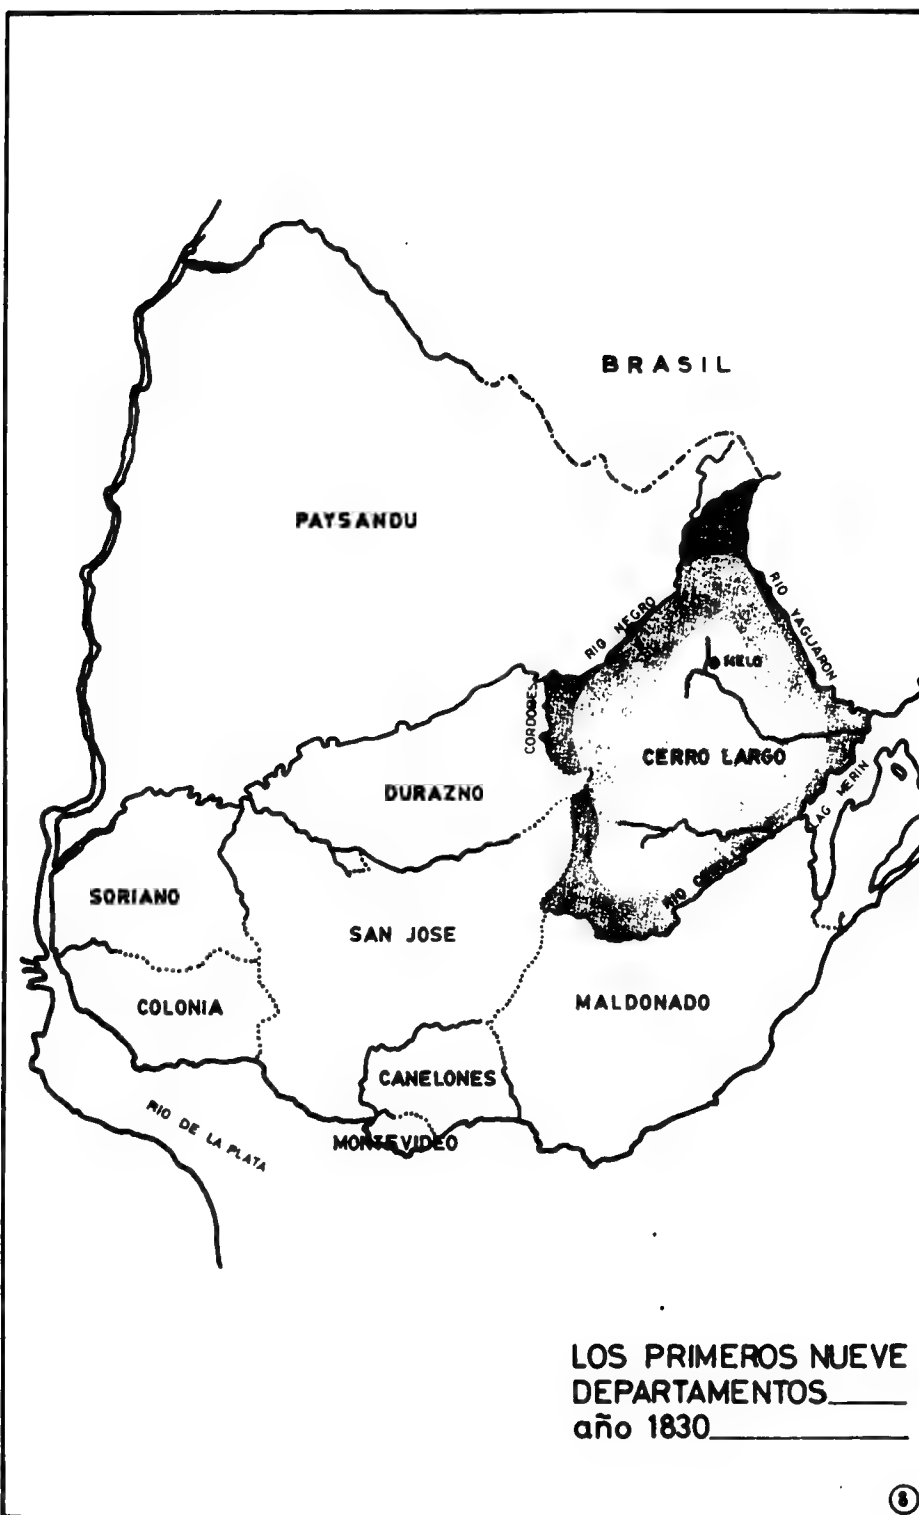 BRASIL
PAYSANDU
RIO NEGRO
RIO YAGUARON
MELO
CORDOBES
CERRO LARGO
DURAZNO
LAG MERIN
SORIANO
RIO
SAN JOSE
COLONIA
MALDONADO
CANELONES
RIO DE LA PLATA
MONTEVIDEO
LOS PRIMEROS NUEVE
DEPARTAMENTOS
año 1830
8